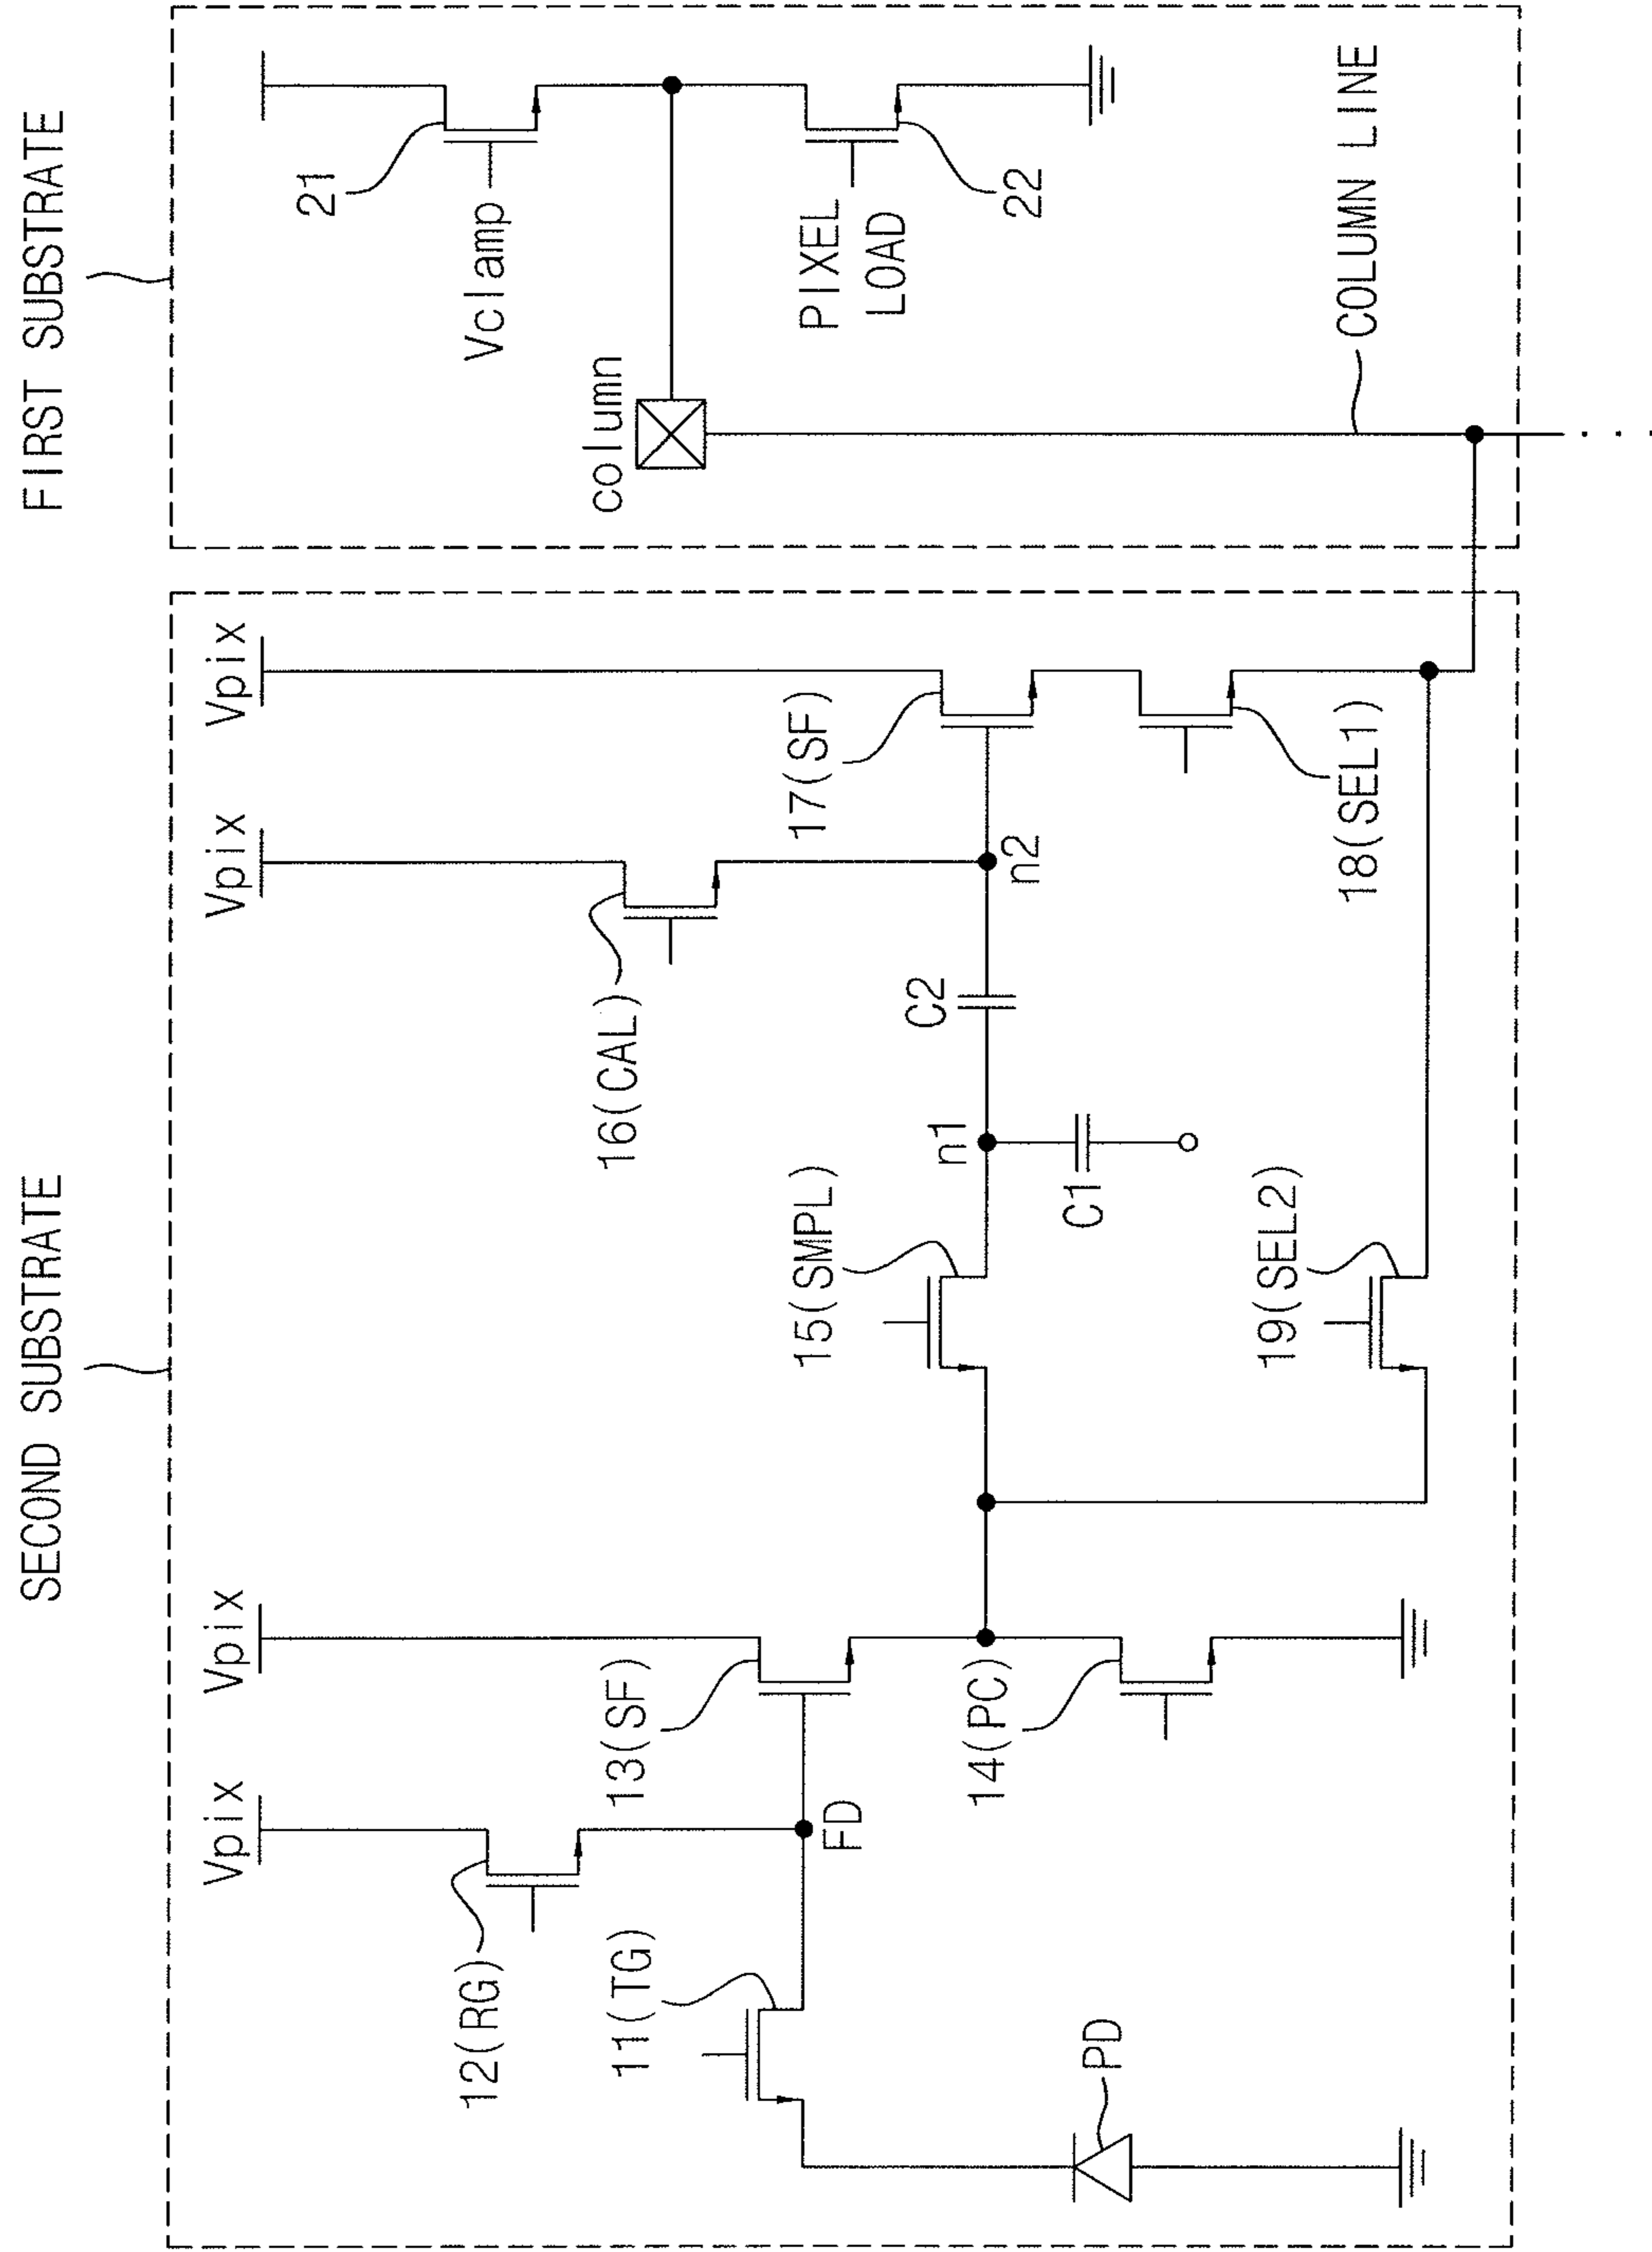 SECOND SUBSTRATE
FIRST SUBSTRATE
Vpix
Vpix
Vpix
Vpix
12(RG)
11(TG)
13(SF)
FD
PD
14(PC)
15(SMPL)
16(CAL)
17(SF)
n1
C1
C2
n2
18(SEL1)
19(SEL2)
21
Vclamp
column
PIXEL
LOAD
22
COLUMN LINE